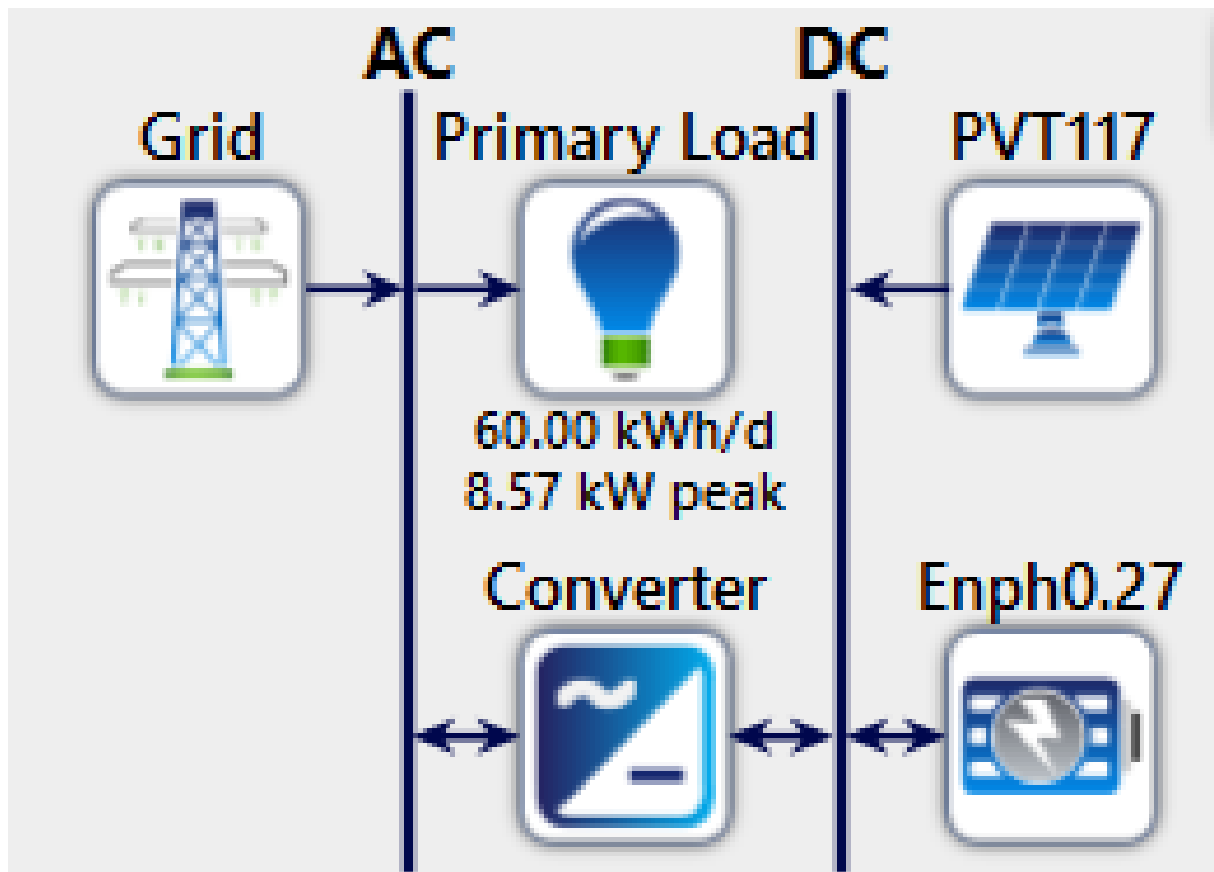 AC
DC
Grid
Primary Load
PVT117
60.00 kWh/d
8.57 kW peak
Converter
Enph0.27